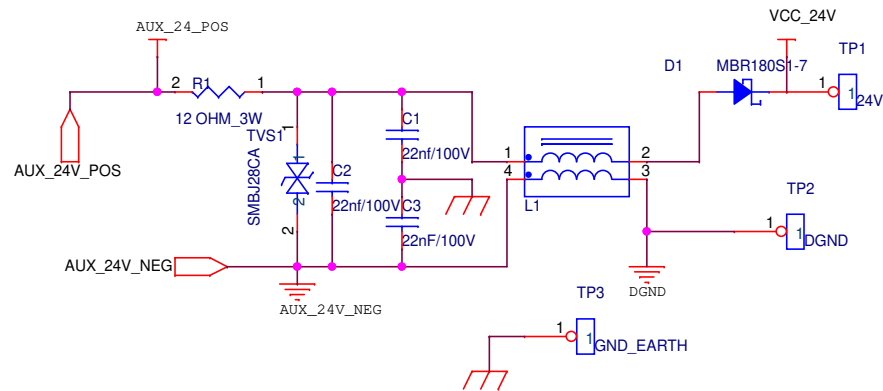 AUX_24_POS
VCC_24V
TP1
D1
MBR180S1-7
2
R1
1
1
1
24V
12 OHM_3W
TVS1
C1
AUX_24V_POS
22nf/100V
1
1
1
2
4
3
SMBJ28CA
C2
TP2
22nf/100V
C3
L1
2
2
1
1
22nF/100V
DGND
AUX_24V_NEG
TP3
DGND
AUX_24V_NEG
1
1
GND_EARTH